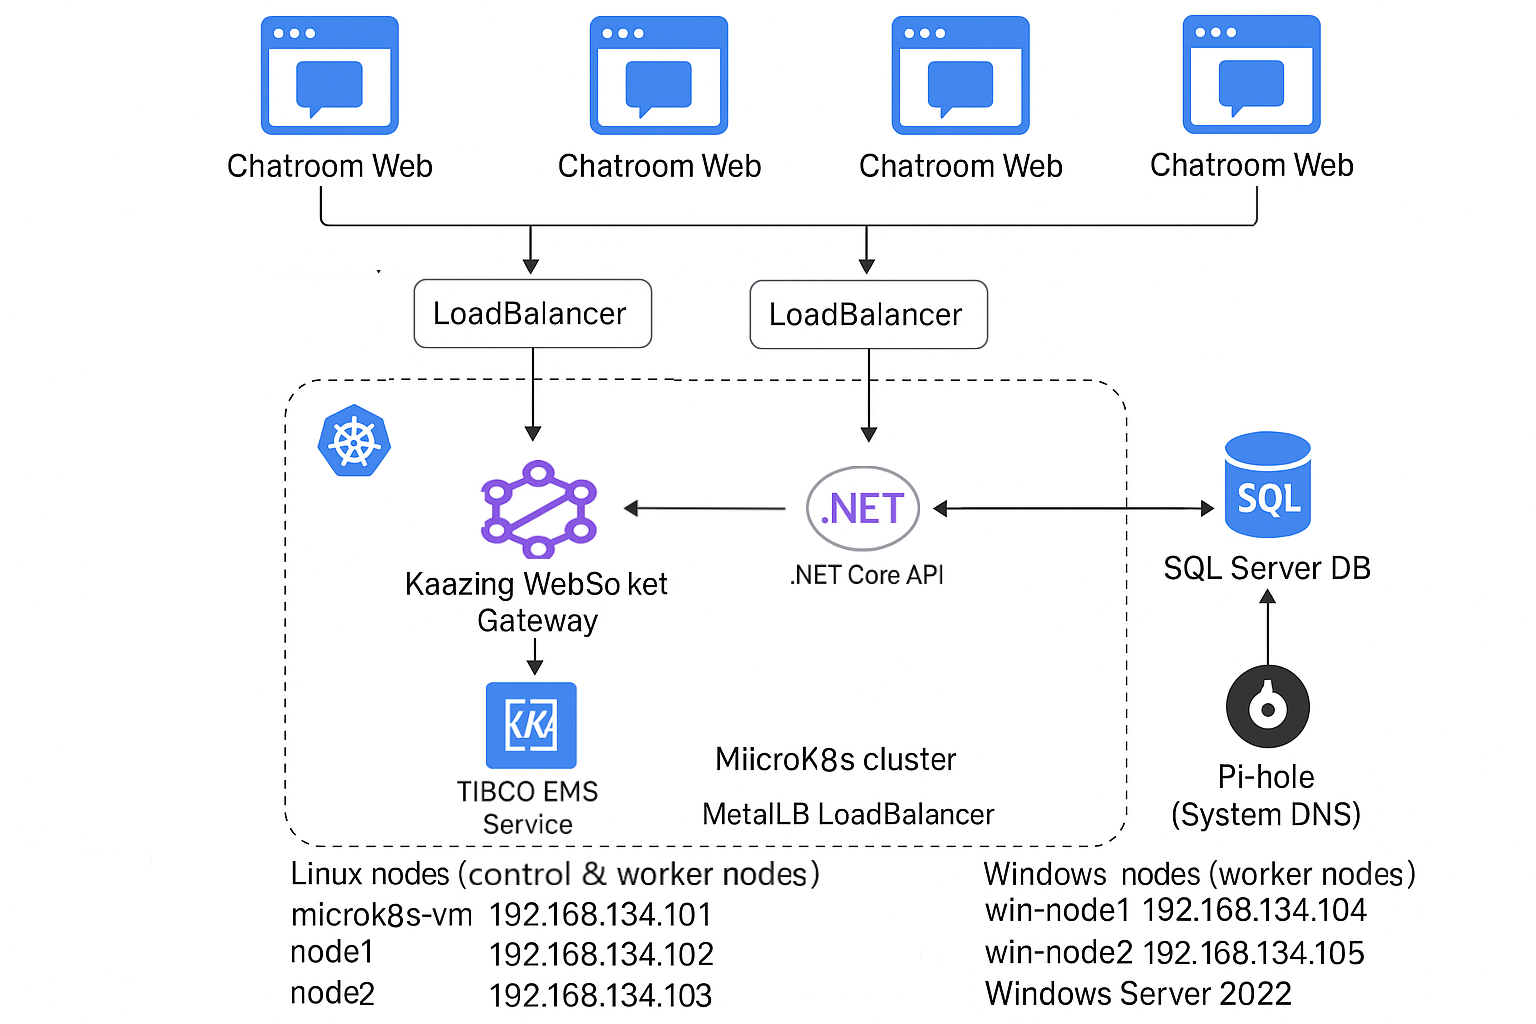 Chatroom Web
Chatroom Web
Chatroom Web
Chatroom Web
LoadBalancer
LoadBalancer
.NET
SQL
.NET Core API
SQL Server DB
Kaazing WebSo ket
Gateway
KKA
TIBCO EMS
Service
MiicroK8s cluster
MetalLB LoadBalancer
Pi-hole
(System DNS)
Linux nodes (control & worker nodes)
microk8s-vm 192.168.134.101
node1 192.168.134.102
node2 192.168.134.103
Windows nodes (worker nodes)
win-node1 192.168.134.104
win-node2 192.168.134.105
Windows Server 2022